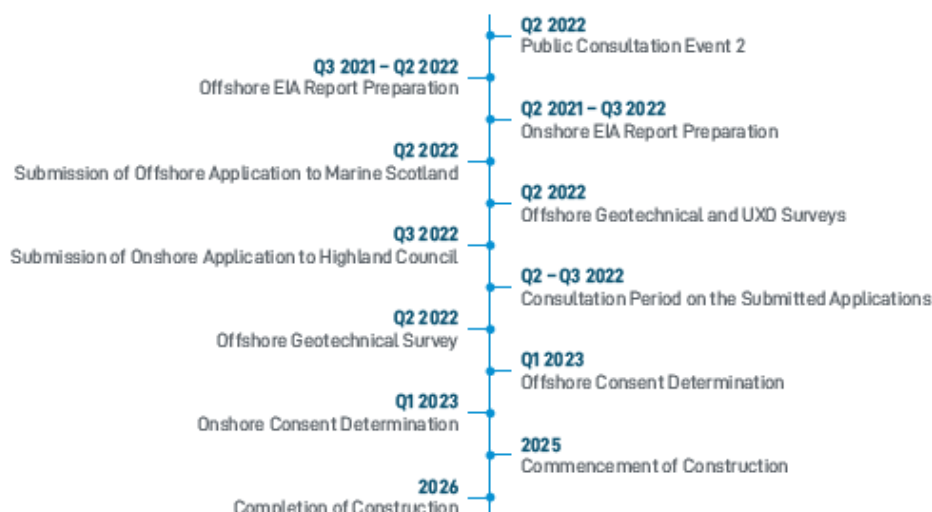 Q2 2022
Public Consultation Event 2
Q3 2021 – Q2 2022
Offshore EIA Report Preparation
Q2 2021 – Q3 2022
Onshore EIA Report Preparation
Q2 2022
Submission of Offshore Application to Marine Scotland
Q2 2022
Offshore Geotechnical and UXO Surveys
Q3 2022
Submission of Onshore Application to Highland Council
Q2 – Q3 2022
Consultation Period on the Submitted Applications
Q2 2022
Offshore Geotechnical Survey
Q1 2023
Offshore Consent Determination
Q1 2023
Onshore Consent Determination
2025
Commencement of Construction
2026
Completion of Construction